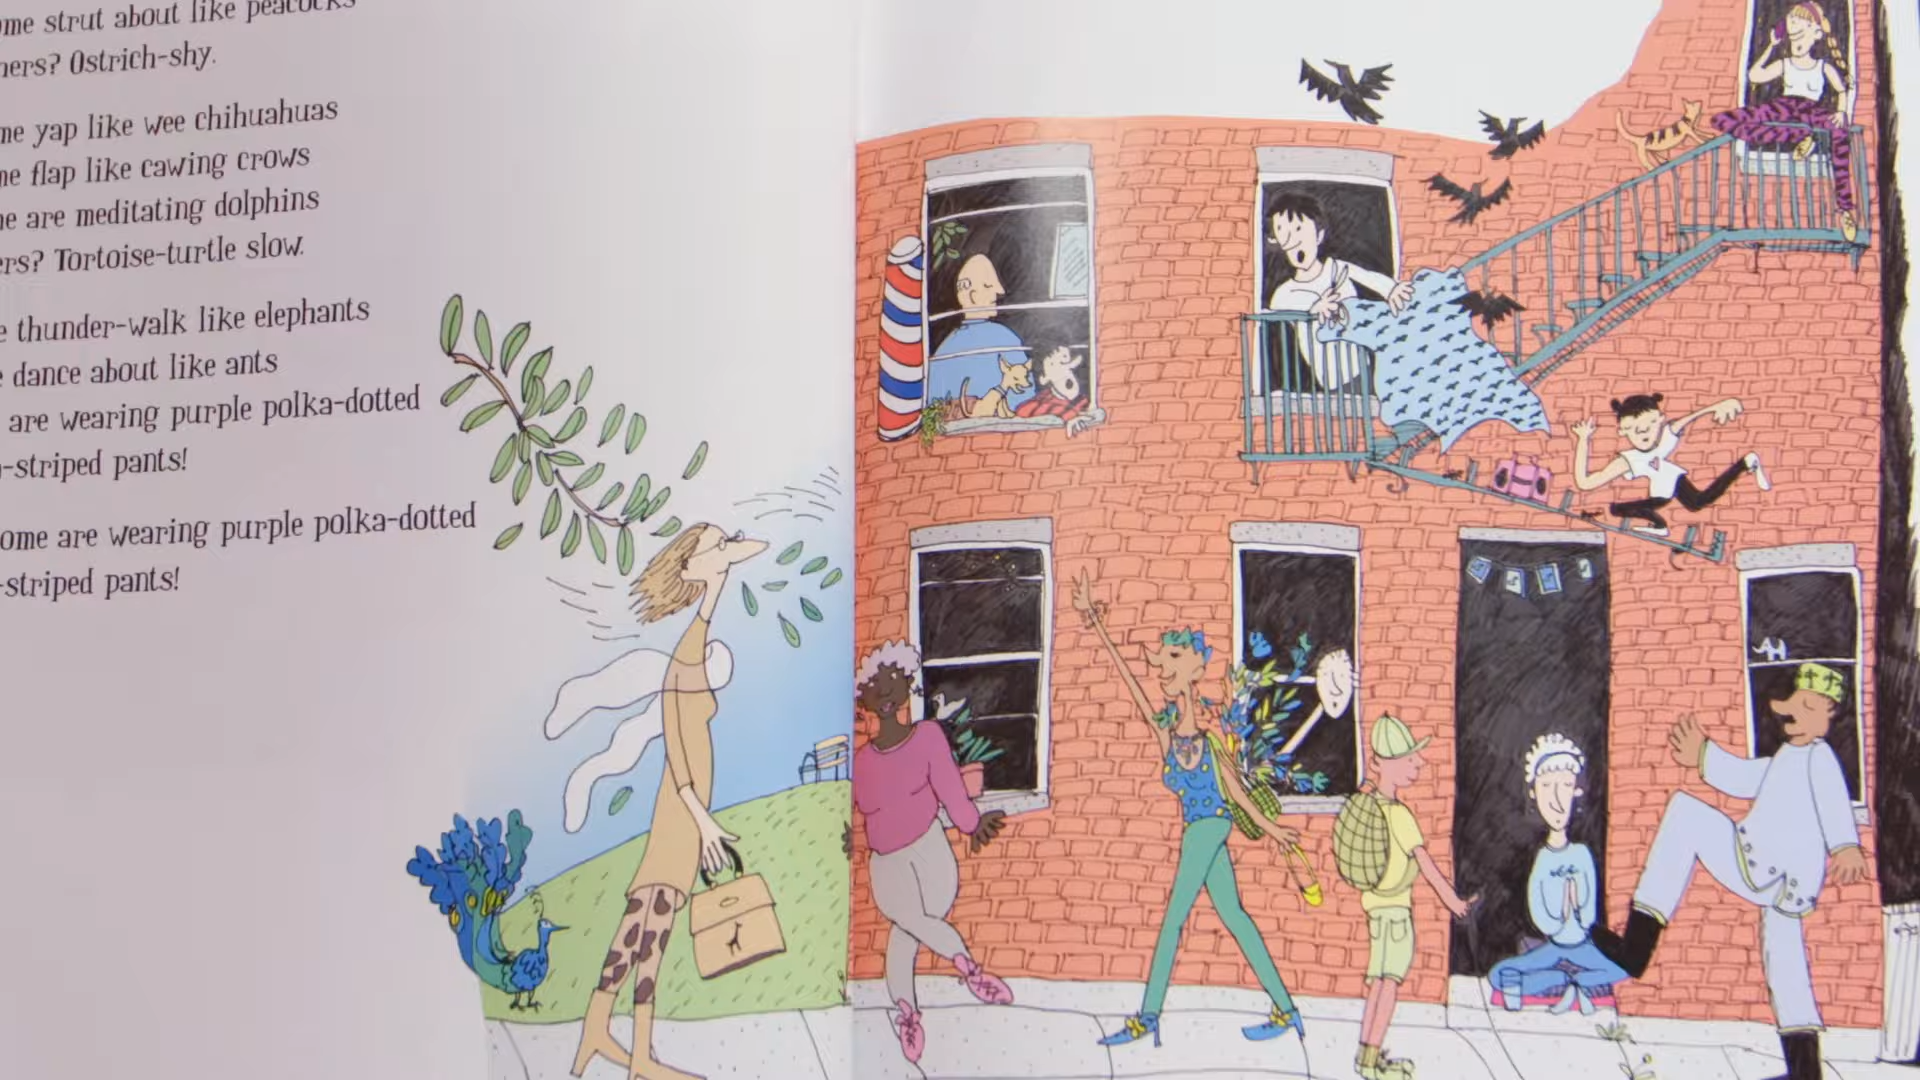 me strut about like peacocks
hers? Ostrich-shy.
me yap like wee chihuahuas
me flap like cawing crows
me are meditating dolphins
ers? Tortoise-turtle slow.
e thunder-walk like elephants
e dance about like ants
are wearing purple polka-dotted
-striped pants!
ome are wearing purple polka-dotted
-striped pants!